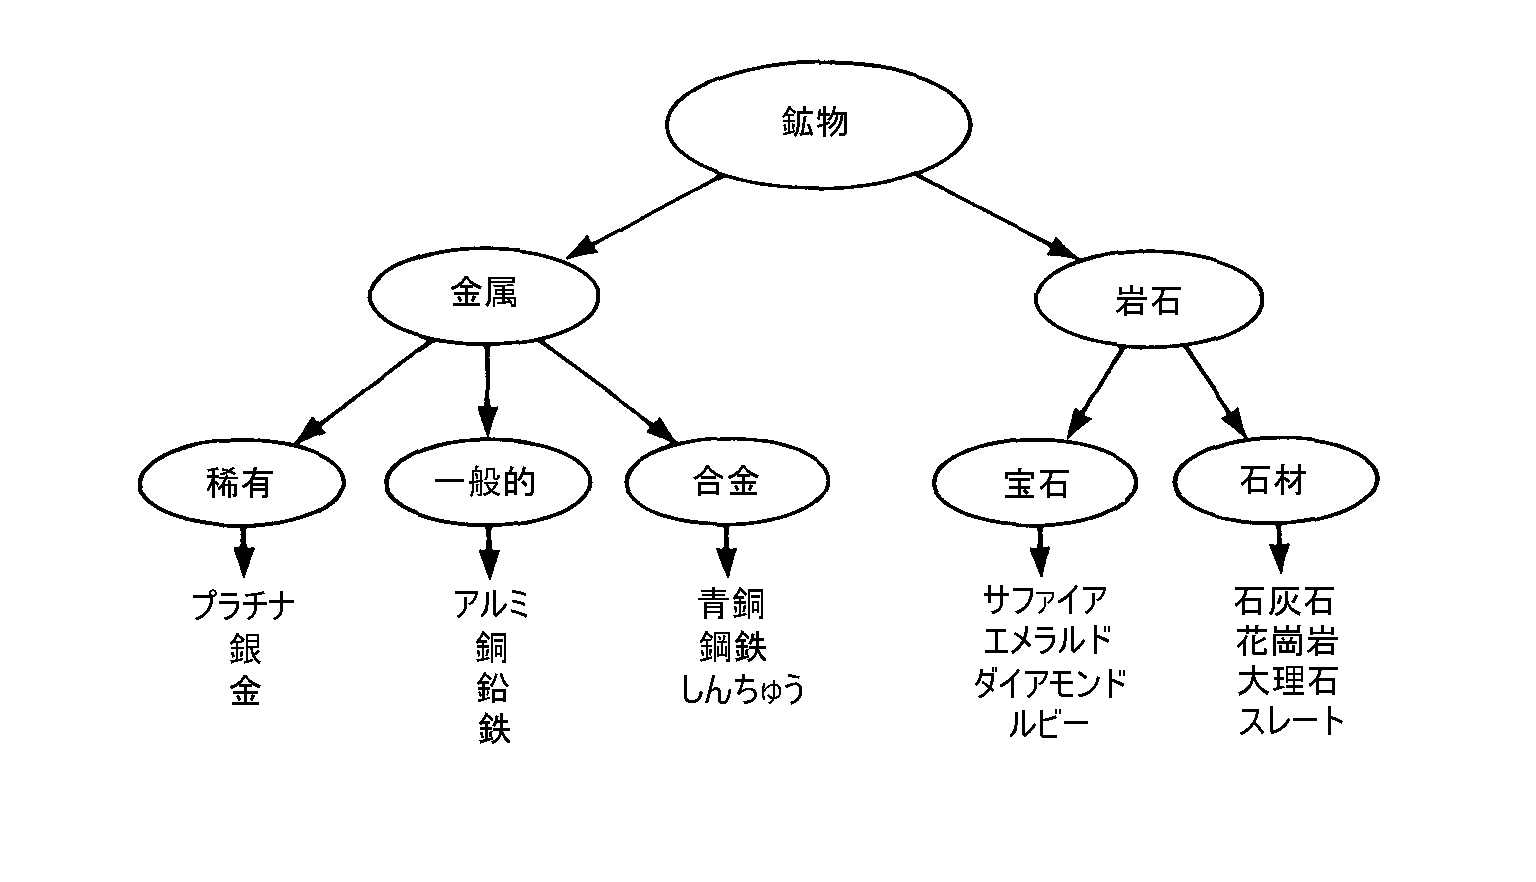 鉱物
金属
岩石
稀有
一般的
合金
宝石
石材
プラチナ
銀
金
アルミ
銅
鉛
鉄
青銅
鋼鉄
しんちゅう
サファイア
エメラルド
ダイアモンド
ルビー
石灰石
花崗岩
大理石
スレート